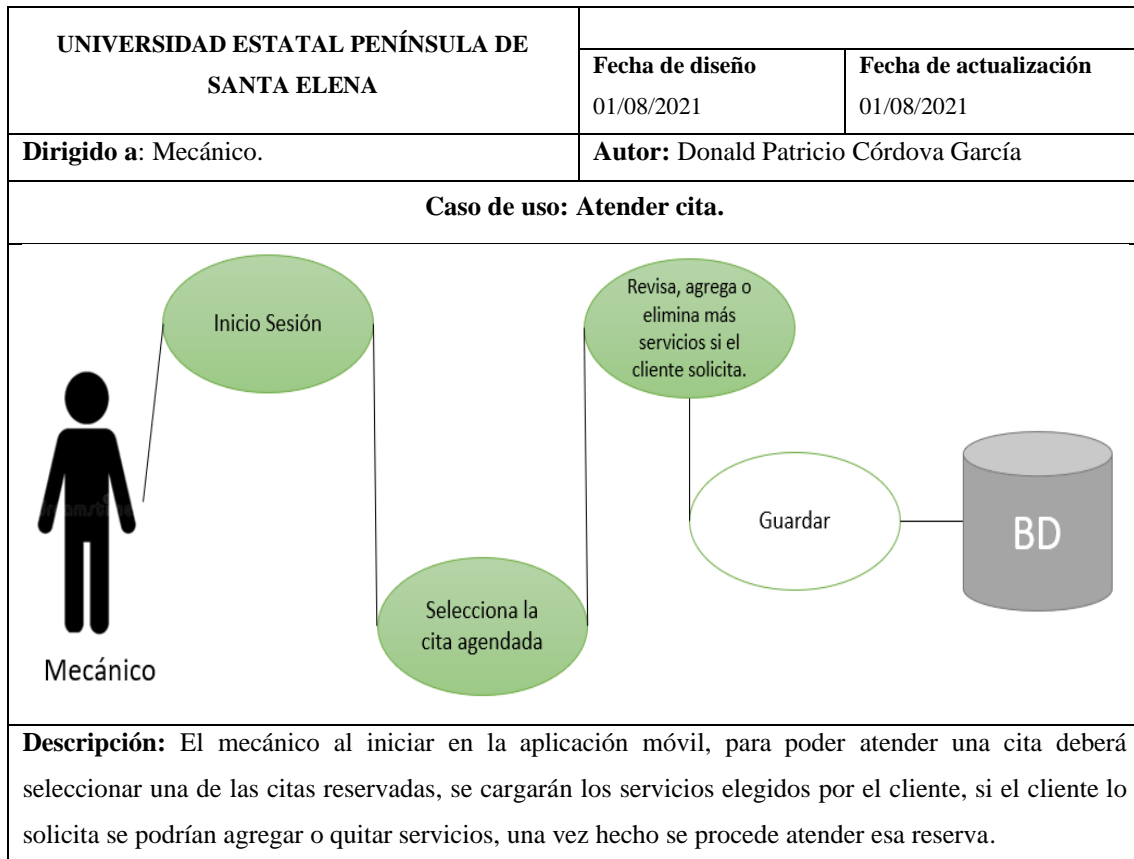 UNIVERSIDAD ESTATAL PENÍNSULA DE
SANTA ELENA
Fecha de diseño
01/08/2021
Fecha de actualización
01/08/2021
Dirigido a: Mecánico.
Autor: Donald Patricio Córdova García
Caso de uso: Atender cita.
Inicio Sesión
Revisa, agrega o
elimina más
servicios si el
cliente solicita.
Guardar
BD
Selecciona la
cita agendada
Mecánico
Descripción: El mecánico al iniciar en la aplicación móvil, para poder atender una cita deberá
seleccionar una de las citas reservadas, se cargarán los servicios elegidos por el cliente, si el cliente lo
solicita se podrían agregar o quitar servicios, una vez hecho se procede atender esa reserva.